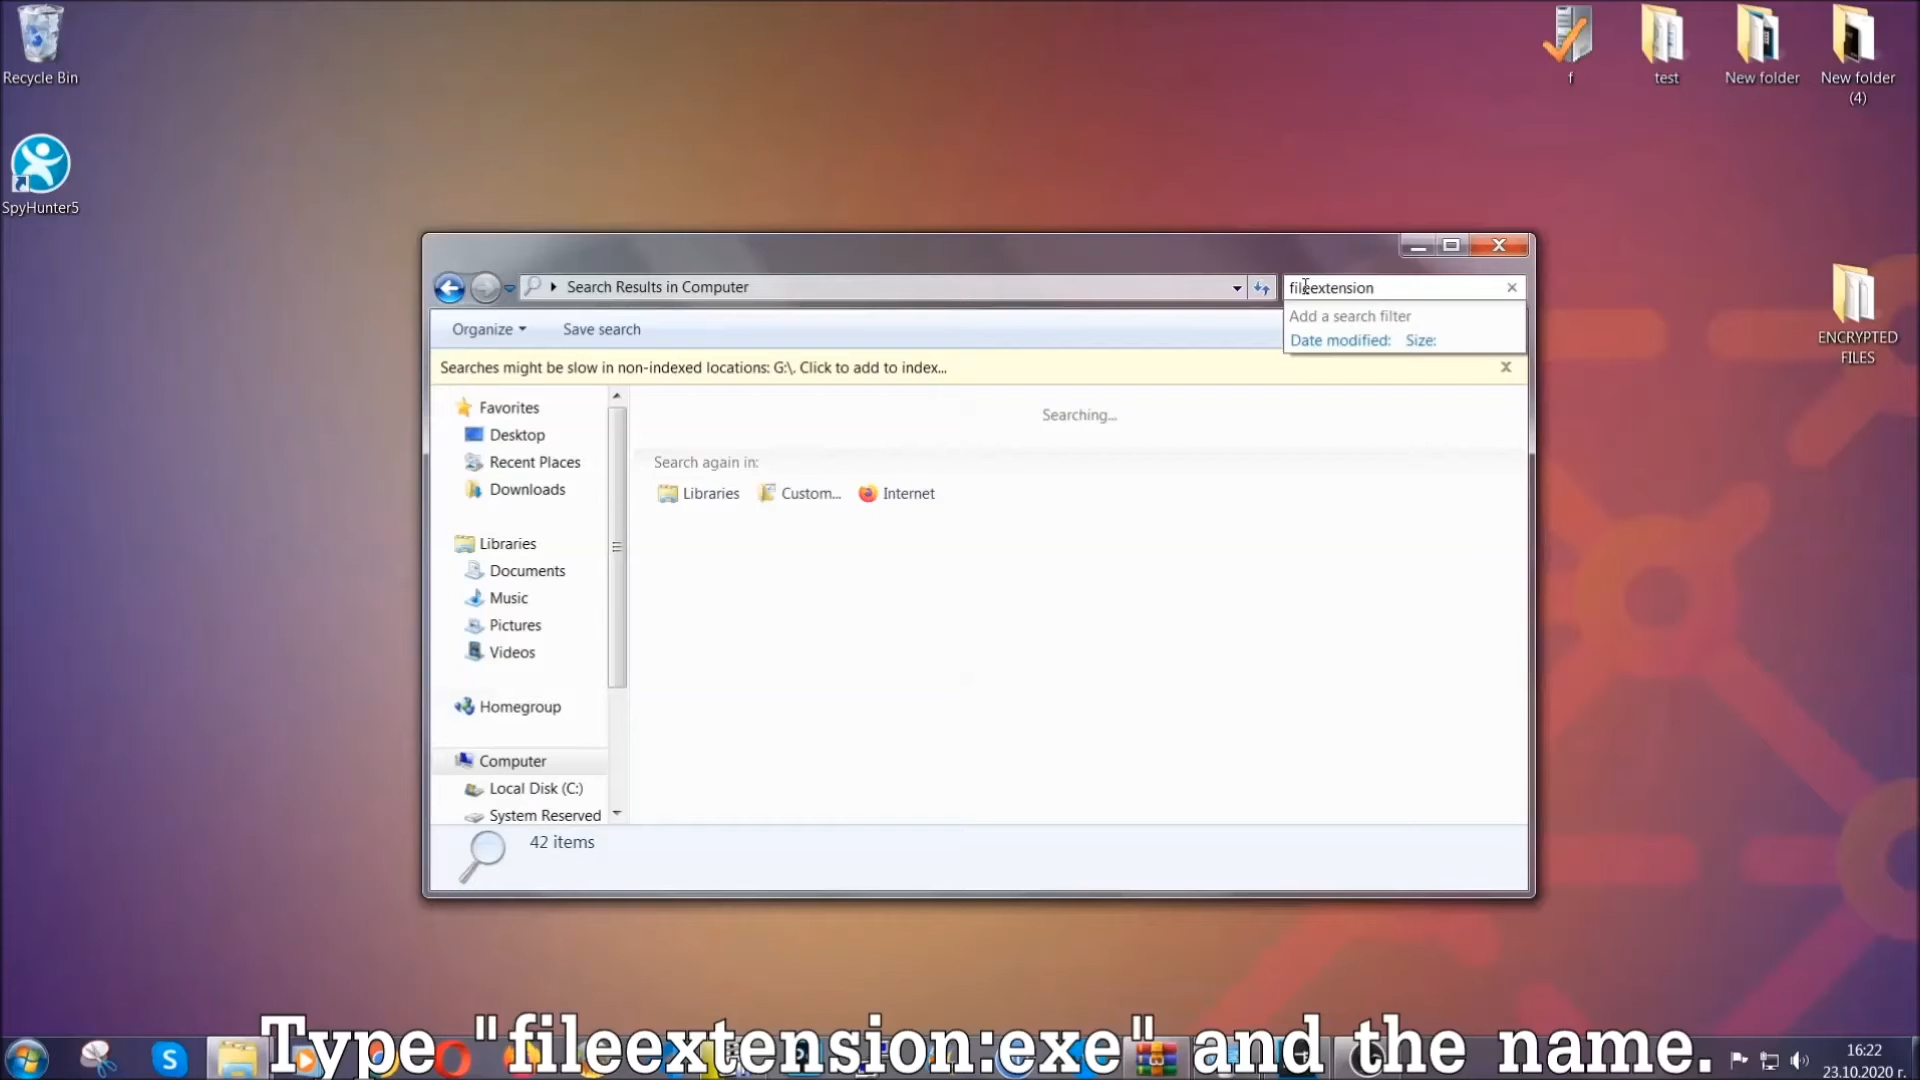 Recycle Bin
SpyHunter5
f
test
New folder
New folder
(4)
ENCRYPTED
FILES
Search Results in Computer
fileextension
Add a search filter
Date modified: Size:
Organize
Save search
Searches might be slow in non-indexed locations: G:\. Click to add to index...
Favorites
Desktop
Recent Places
Downloads
Libraries
Documents
Music
Pictures
Videos
Homegroup
Computer
Local Disk (C:)
System Reserved
Searching...
Search again in:
Libraries
Custom...
Internet
42 items
Type "fileextension:exe" and the name.
16:22
23.10.2020 г.